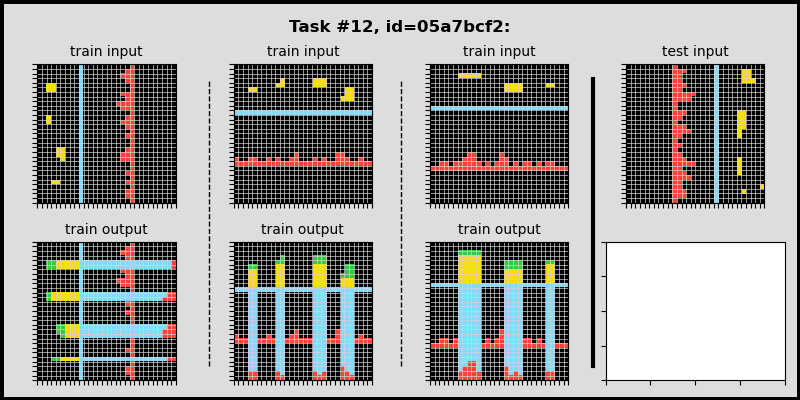 Task #12, id=05a7bcf2:
train input train input train input test input
train output train output train output